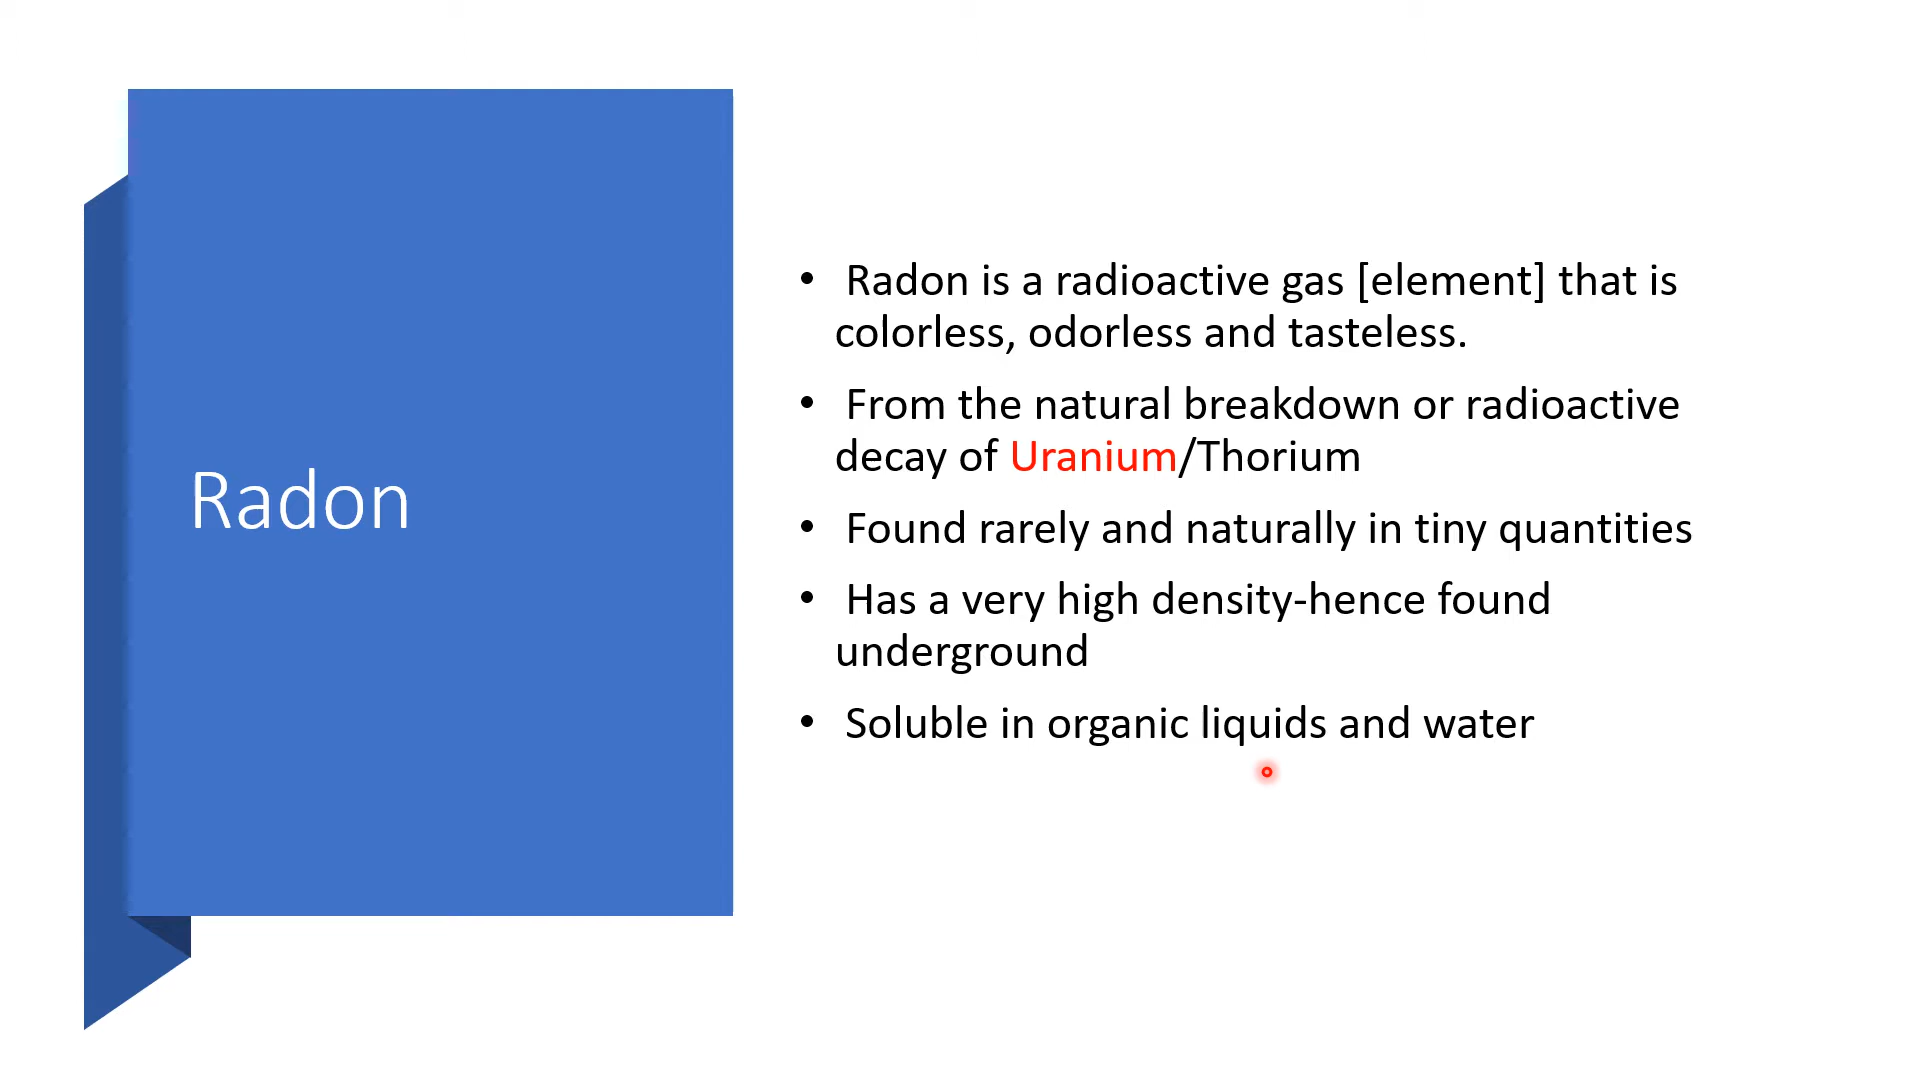 Radon
• Radon is a radioactive gas [element] that is
colorless, odorless and tasteless.
• From the natural breakdown or radioactive
decay of Uranium/Thorium
• Found rarely and naturally in tiny quantities
• Has a very high density-hence found
underground
• Soluble in organic liquids and water